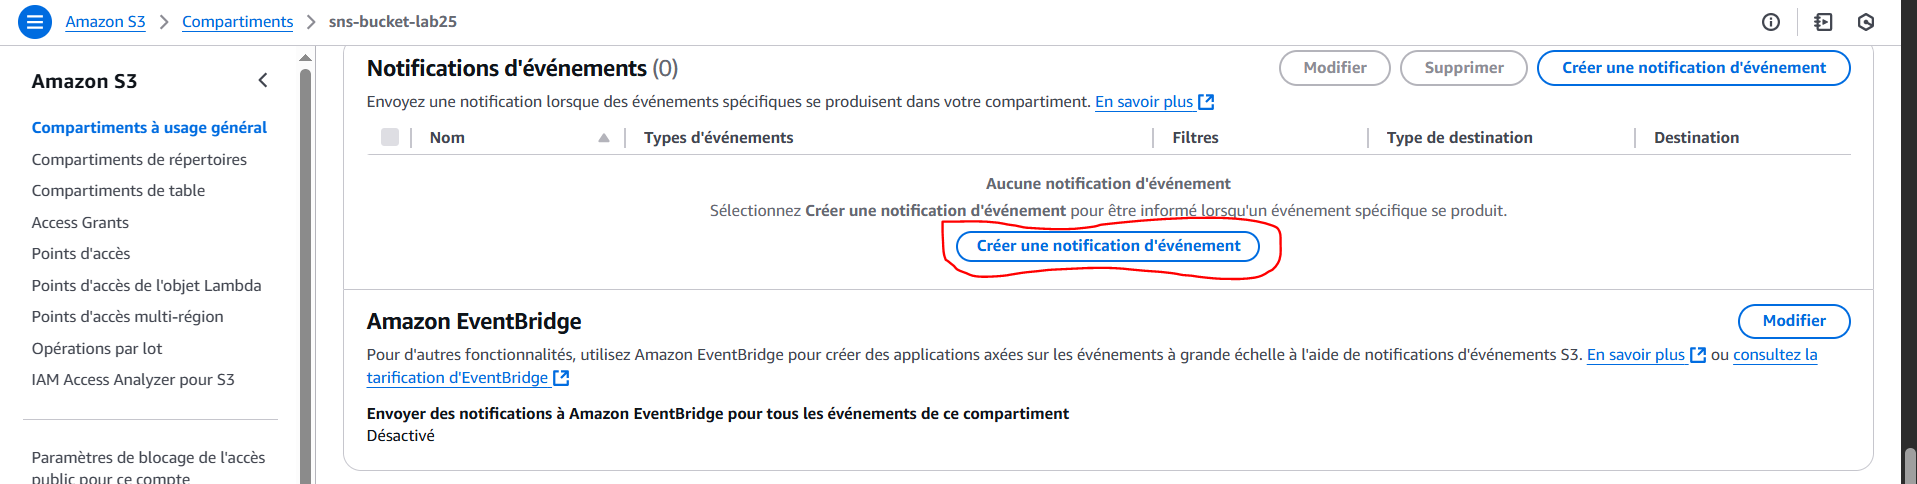 Amazon S3 > Compartiments > sns-bucket-lab25
Amazon S3
Compartiments à usage général
Compartiments de répertoires
Compartiments de table
Access Grants
Points d'accès
Points d'accès de l'objet Lambda
Points d'accès multi-région
Opérations par lot
IAM Access Analyzer pour S3
Paramètres de blocage de l'accès
public pour ce compte
Notifications d'événements (0)
Modifier
Supprimer
Créer une notification d'événement
Envoyez une notification lorsque des événements spécifiques se produisent dans votre compartiment. En savoir plus
Nom
Types d'événements
Filtres
Type de destination
Destination
Aucune notification d'événement
Sélectionnez Créer une notification d'événement pour être informé lorsqu'un événement spécifique se produit.
Créer une notification d'événement
Amazon EventBridge
Modifier
Pour d'autres fonctionnalités, utilisez Amazon EventBridge pour créer des applications axées sur les événements à grande échelle à l'aide de notifications d'événements S3. En savoir plus ou consultez la
tarification d'EventBridge
Envoyer des notifications à Amazon EventBridge pour tous les événements de ce compartiment
Désactivé